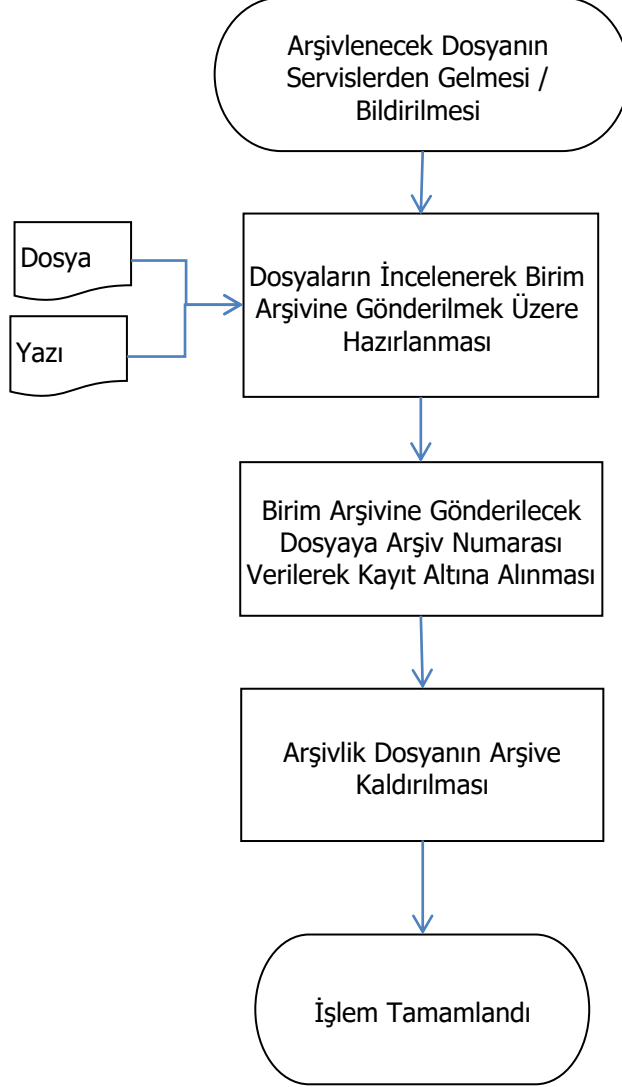 Arşivlenecek Dosyanın
Servislerden Gelmesi /
Bildirilmesi
Dosya
Yazı
Dosyaların İncelenerek Birim
Arşivine Gönderilmek Üzere
Hazırlanması
Birim Arşivine Gönderilecek
Dosyaya Arşiv Numarası
Verilerek Kayıt Altına Alınması
Arşivlik Dosyanın Arşive
Kaldırılması
İşlem Tamamlandı